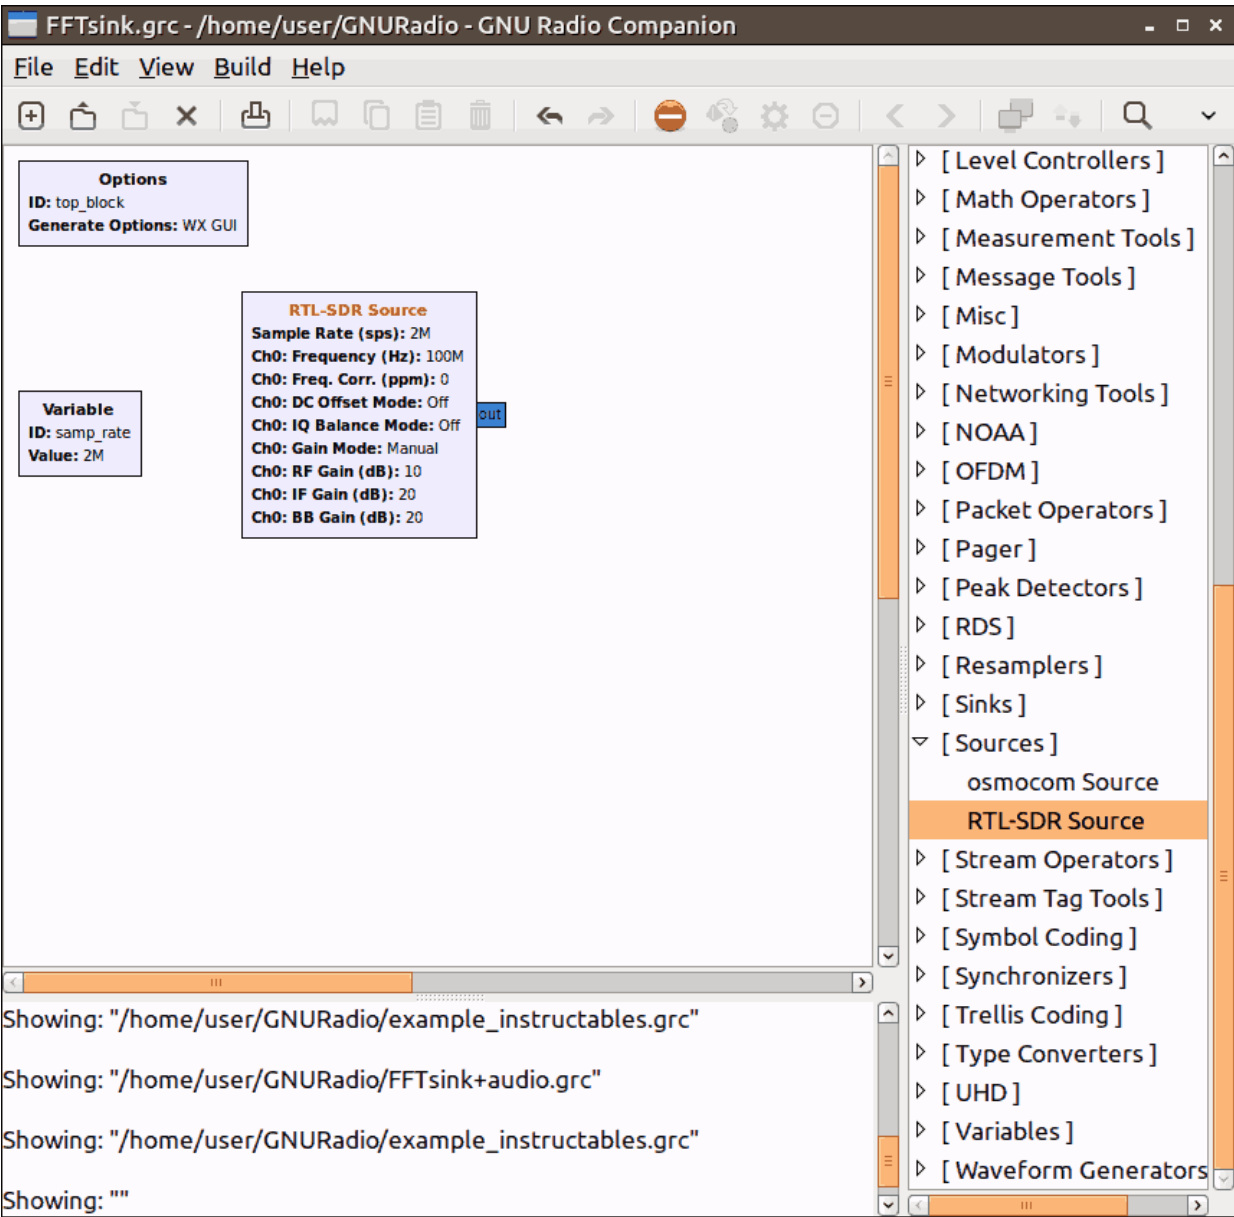 FFTsink.grc - /home/user/GNURadio - GNU Radio Companion
File Edit View Build Help
Options
ID: top_block
Generate Options: WX GUI
RTL-SDR Source
Sample Rate (sps): 2M
Ch0: Frequency (Hz): 100M
Ch0: Freq. Corr. (ppm): 0
Ch0: DC Offset Mode: Off
Ch0: IQ Balance Mode: Off
Ch0: Gain Mode: Manual
Ch0: RF Gain (dB): 10
Ch0: IF Gain (dB): 20
Ch0: BB Gain (dB): 20
out
Variable
ID: samp_rate
Value: 2M
Showing: "/home/user/GNURadio/example_instructables.grc"
Showing: "/home/user/GNURadio/FFTsink+audio.grc"
Showing: "/home/user/GNURadio/example_instructables.grc"
Showing: ""
[ Level Controllers ]
[ Math Operators ]
[ Measurement Tools ]
[ Message Tools ]
[ Misc ]
[ Modulators ]
[ Networking Tools ]
[ NOAA ]
[ OFDM ]
[ Packet Operators ]
[ Pager ]
[ Peak Detectors ]
[ RDS ]
[ Resamplers ]
[ Sinks ]
[ Sources ]
osmocom Source
RTL-SDR Source
[ Stream Operators ]
[ Stream Tag Tools ]
[ Symbol Coding ]
[ Synchronizers ]
[ Trellis Coding ]
[ Type Converters ]
[ UHD ]
[ Variables ]
[ Waveform Generators